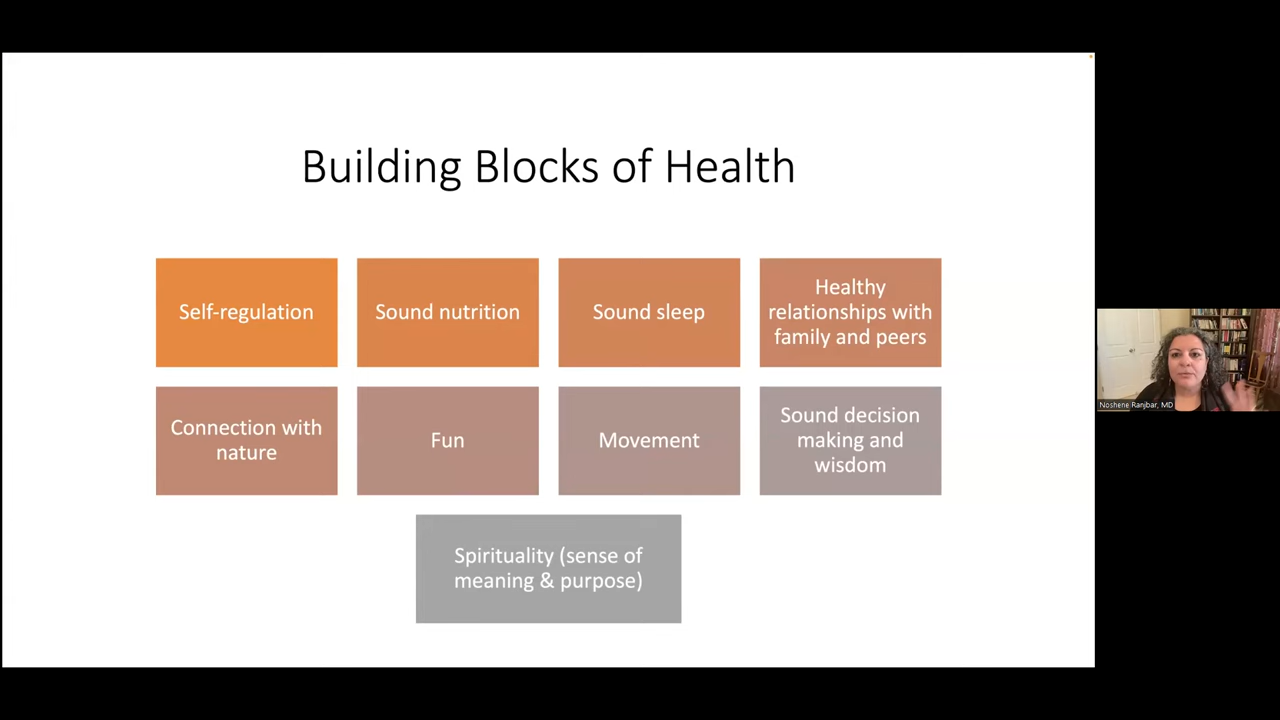 Building Blocks of Health
Self-regulation
Sound nutrition
Sound sleep
Healthy
relationships with
family and peers
Connection with
nature
Fun
Movement
Sound decision
making and
wisdom
Spirituality (sense of
meaning & purpose)
Noshene Ranjbar, MD